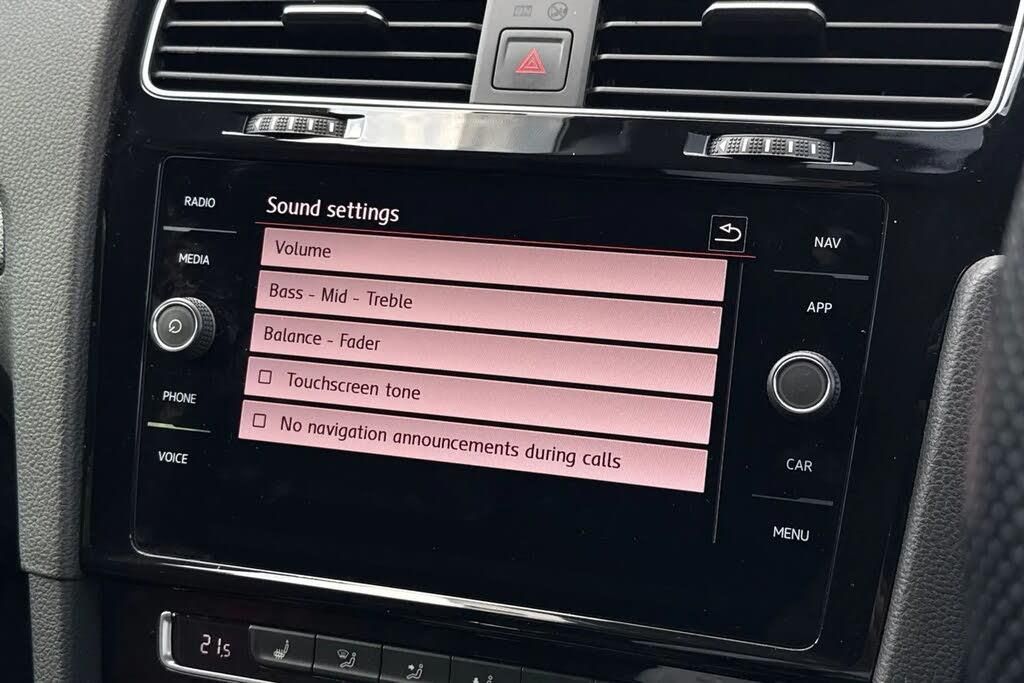 RADIO
MEDIA
PHONE
VOICE
Sound settings
Volume
Bass - Mid - Treble
Balance - Fader
Touchscreen tone
No navigation announcements during calls
NAV
APP
CAR
MENU
21,5